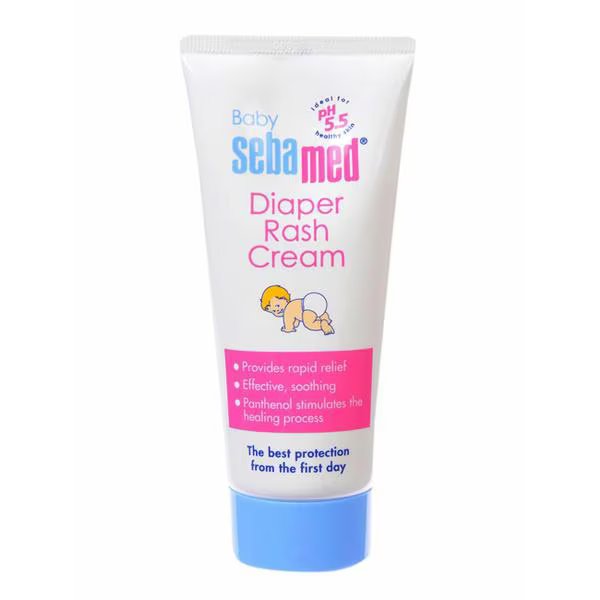 Baby
ideal for
pH
5.5
healthy skin
sebamed®
Diaper
Rash
Cream
• Provides rapid relief
• Effective, soothing
• Panthenol stimulates the
healing process
The best protection
from the first day